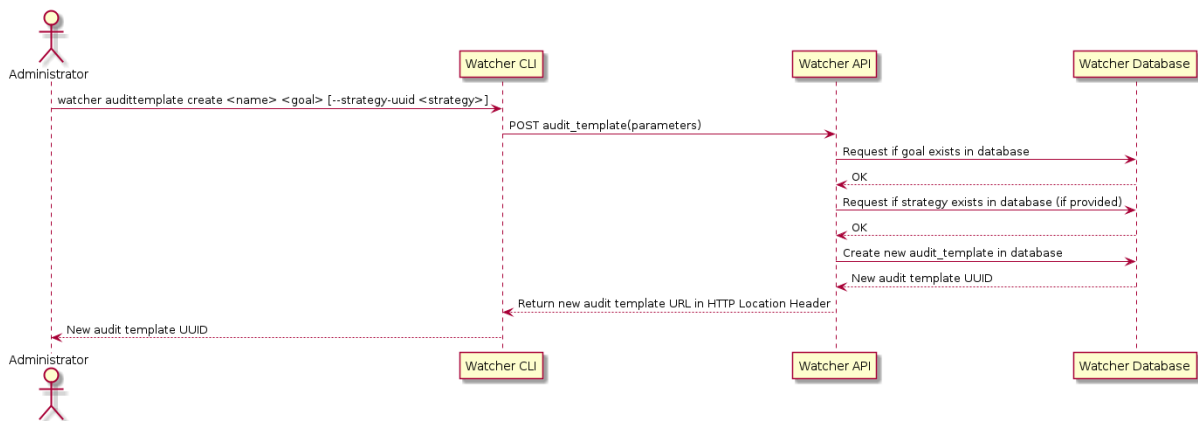 Administrator
Watcher CLI
Watcher API
Watcher Database
watcher audittemplate create <name> <goal> [--strategy-uuid <strategy>]
POST audit_template(parameters)
Request if goal exists in database
OK
Request if strategy exists in database (if provided)
OK
Create new audit_template in database
New audit template UUID
Return new audit template URL in HTTP Location Header
New audit template UUID
Administrator
Watcher CLI
Watcher API
Watcher Database